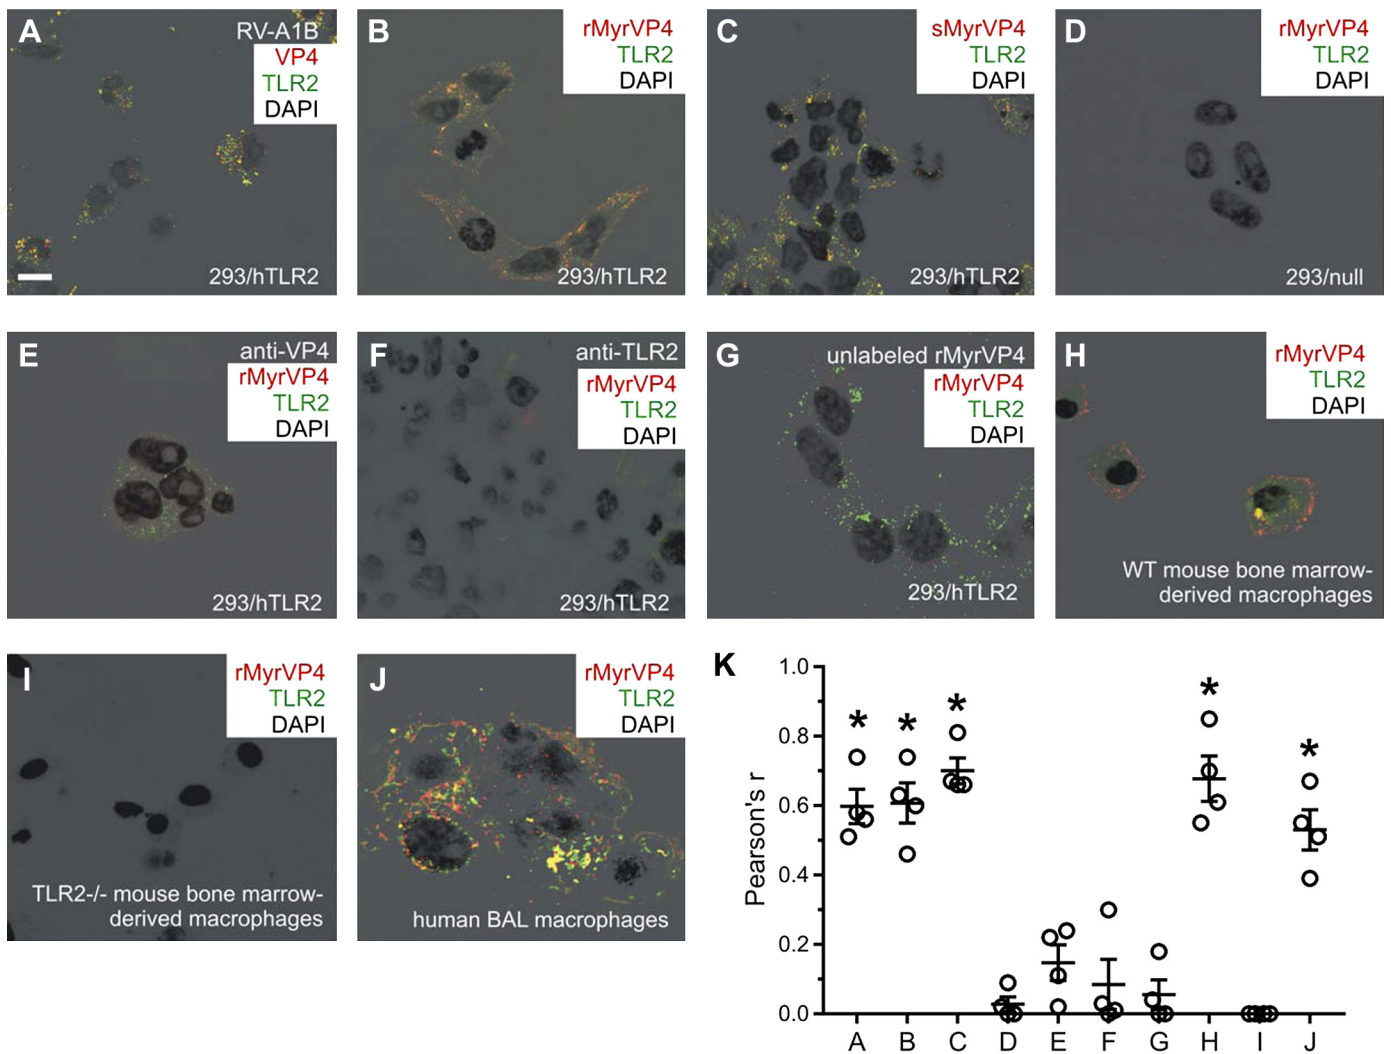 A
RV-A1B
VP4
TLR2
DAPI
293/hTLR2
B
rMyrVP4
TLR2
DAPI
293/hTLR2
C
sMyrVP4
TLR2
DAPI
293/hTLR2
D
rMyrVP4
TLR2
DAPI
293/null
E
anti-VP4
rMyrVP4
TLR2
DAPI
293/hTLR2
F
anti-TLR2
rMyrVP4
TLR2
DAPI
293/hTLR2
G
unlabeled rMyrVP4
rMyrVP4
TLR2
DAPI
293/hTLR2
H
rMyrVP4
TLR2
DAPI
WT mouse bone marrow-
derived macrophages
I
rMyrVP4
TLR2
DAPI
TLR2-/- mouse bone marrow-
derived macrophages
J
rMyrVP4
TLR2
DAPI
human BAL macrophages
K
Pearson's r
1.0
0.8
0.6
0.4
0.2
0.0
* * * * *
A B C D E F G H I J